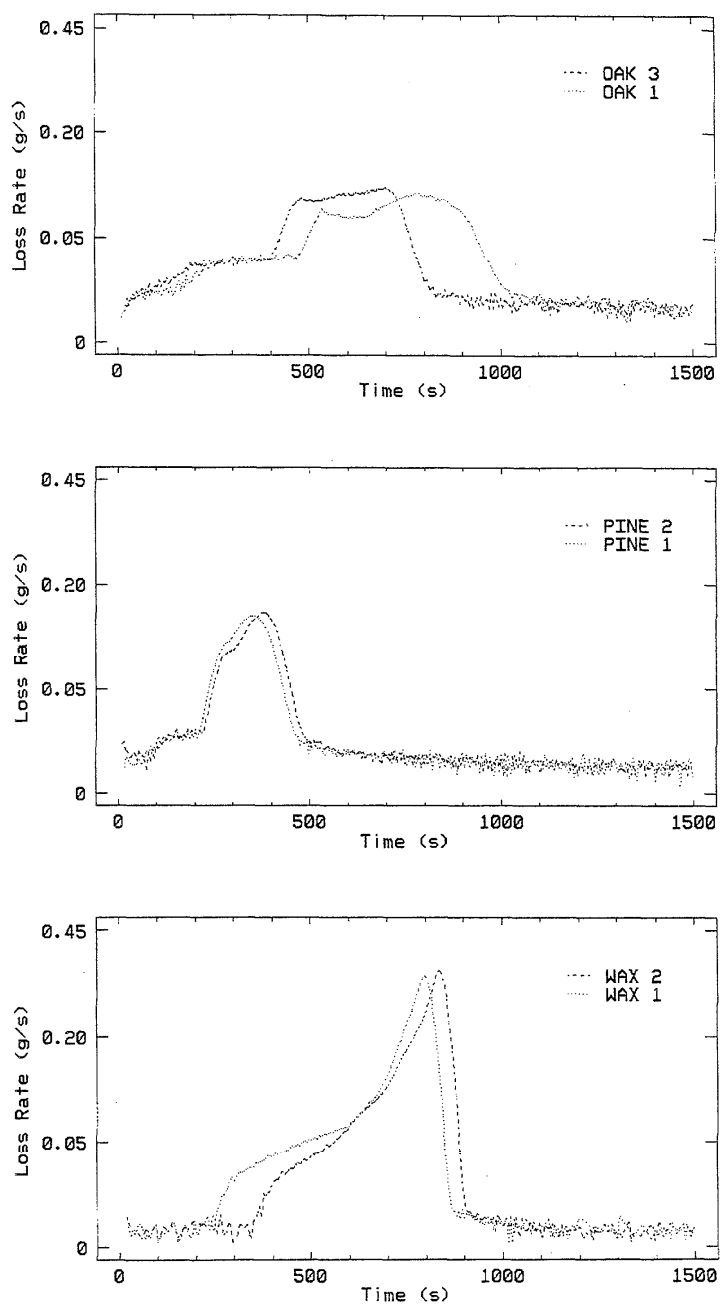 0.45
OAK 3
OAK 1
0.20
Loss Rate (g/s)
0.05
0
0 500 1000 1500
Time (s)
0.45
PINE 2
PINE 1
0.20
Loss Rate (g/s)
0.05
0
0 500 1000 1500
Time (s)
0.45
WAX 2
WAX 1
0.20
Loss Rate (g/s)
0.05
0
0 500 1000 1500
Time (s)